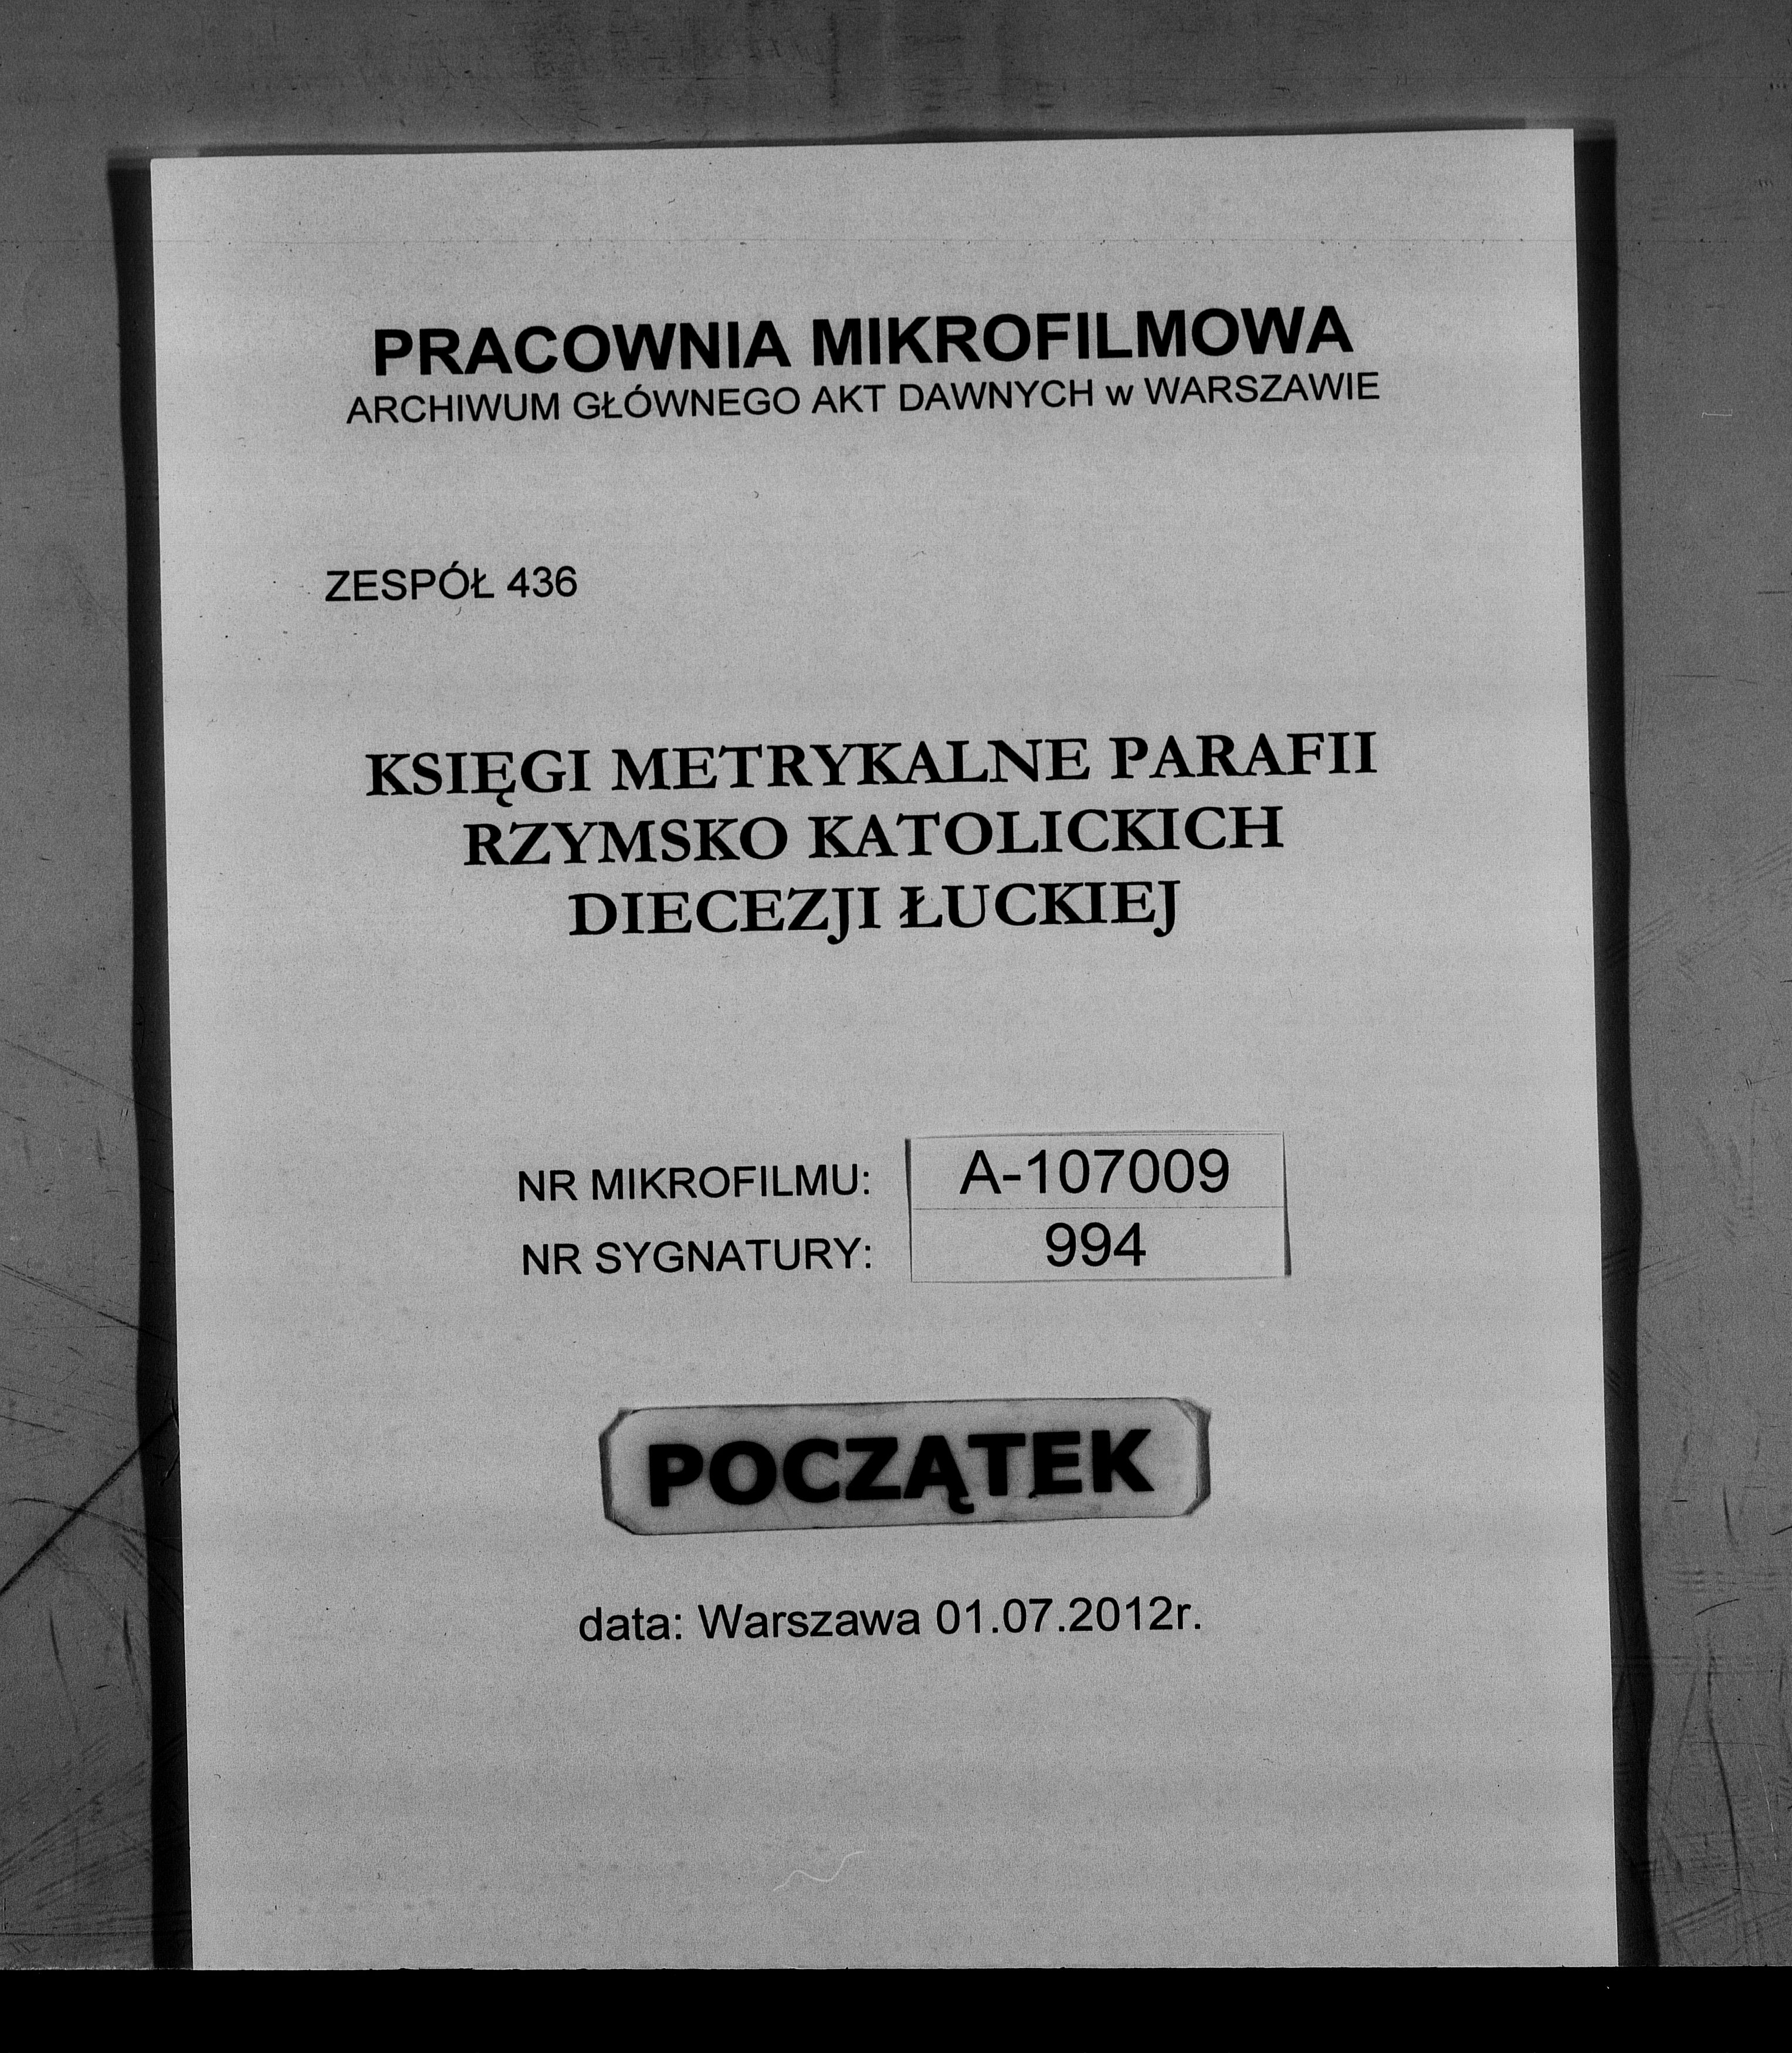 PRACOWNIA MIKROFILMOWA
ARCHIWUM GŁÓWNEGO AKT DAWNYCH w WARSZAWIE
ZESPÓŁ 436
KSIĘGI METRYKALNE PARAFII
RZYMSKO KATOLICKICH
DIECEZJI ŁUCKIEJ
NR MIKROFILMU: A-107009
NR SYGNATURY: 994
POCZĄTEK
data: Warszawa 01.07.2012r.